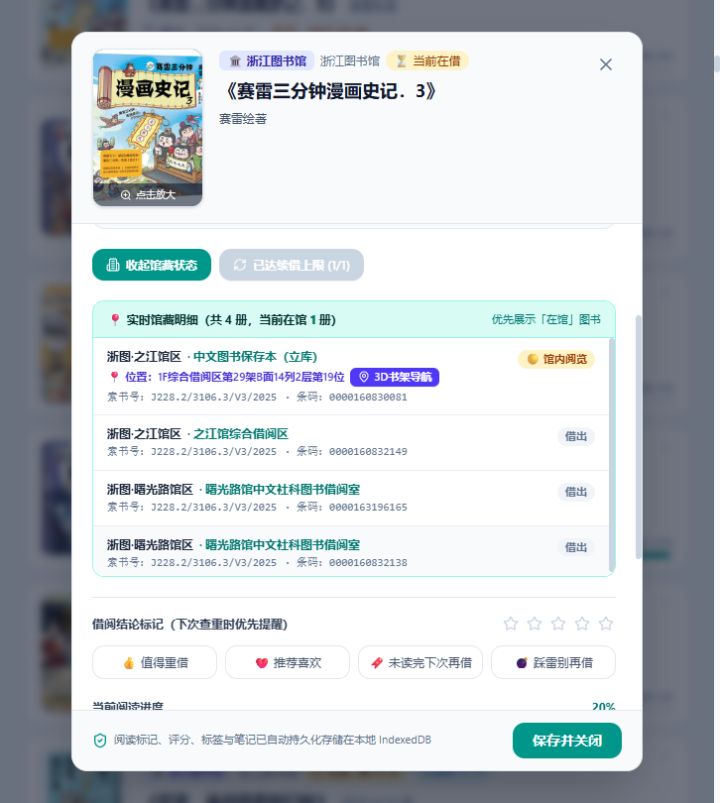 浙江图书馆 浙江图书馆 当前在借
《赛雷三分钟漫画史记．3》
赛雷绘著
赛雷三分钟
漫画史记
3
点击放大
收起馆藏状态 已达续借上限 (1/1)
实时馆藏明细（共 4 册，当前在馆 1 册） 优先展示「在馆」图书
浙图·之江馆区 · 中文图书保存本（立库） 馆内阅览
位置：1F综合借阅区第29架B面14列2层第19位 3D书架导航
索书号：J228.2/3106.3/V3/2025 · 条码：0000160830081
浙图·之江馆区 · 之江馆综合借阅区 借出
索书号：J228.2/3106.3/V3/2025 · 条码：0000160832149
浙图·曙光路馆区 · 曙光路馆中文社科图书借阅室 借出
索书号：J228.2/3106.3/V3/2025 · 条码：0000163196165
浙图·曙光路馆区 · 曙光路馆中文社科图书借阅室 借出
索书号：J228.2/3106.3/V3/2025 · 条码：0000160832138
借阅结论标记（下次查重时优先提醒）
值得重借 推荐喜欢 未读完下次再借 踩雷别再借
当前阅读进度 20%
阅读标记、评分、标签与笔记已自动持久化存储在本地 IndexedDB 保存并关闭